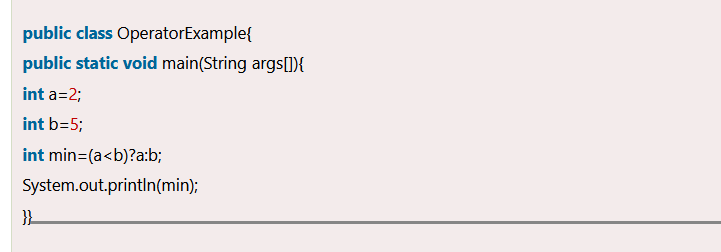 public class OperatorExample{
public static void main(String args[]){
int a=2;
int b=5;
int min=(a<b)?a:b;
System.out.println(min);
}}